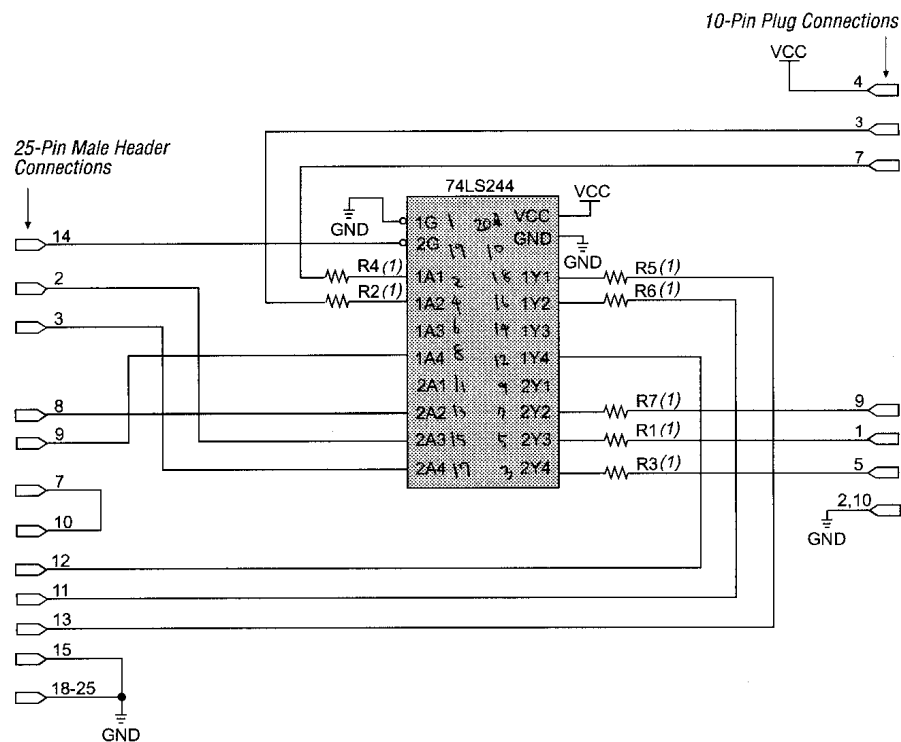 10-Pin Plug Connections
VCC
4
3
25-Pin Male Header
Connections
7
74LS244
VCC
GND
1G 1 20 VCC
14
2G 19 10 GND
GND
R4(1) 1A1 2 18 1Y1 R5(1)
2
R2(1) 1A2 4 16 1Y2 R6(1)
3
1A3 6 14 1Y3
1A4 8 12 1Y4
2A1 11 9 2Y1
8
2A2 13 7 2Y2 R7(1) 9
9
2A3 15 5 2Y3 R1(1) 1
2A4 17 3 2Y4 R3(1) 5
7
2,10
10
GND
12
11
13
15
18-25
GND